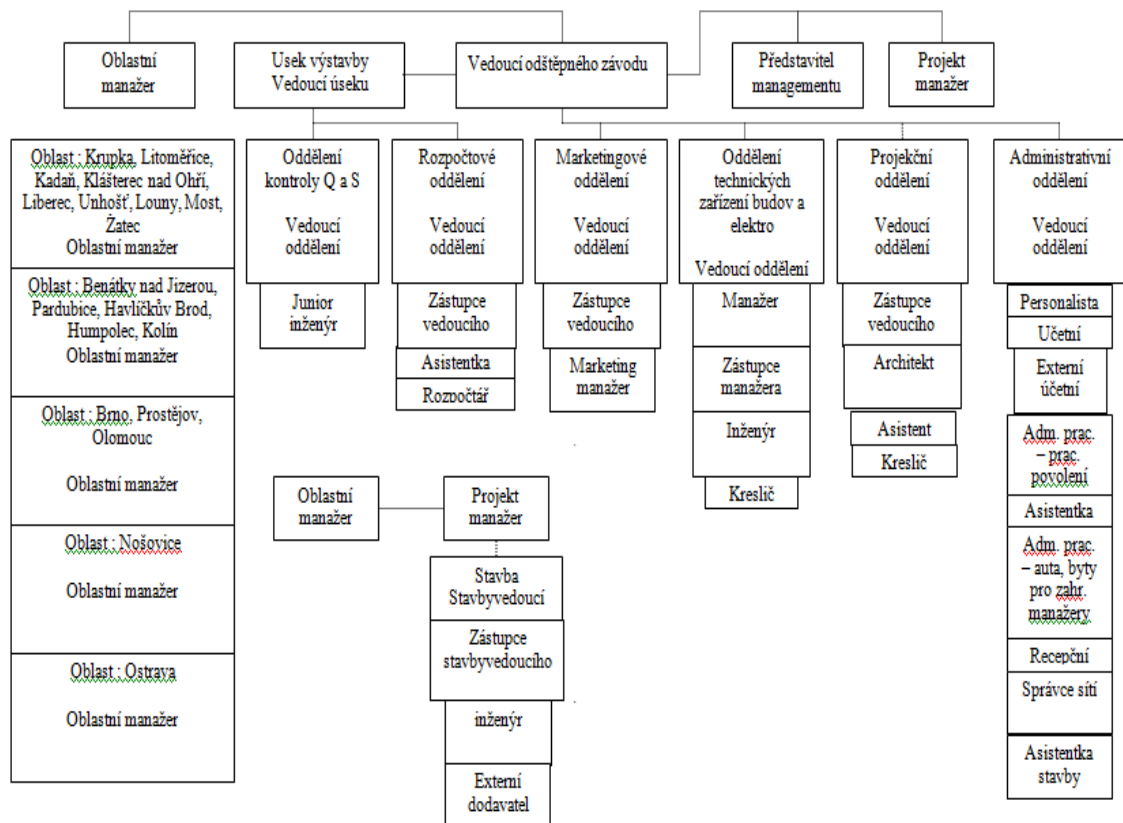 Oblastní
manažer
Usek výstavby
Vedoucí úseku
Vedoucí odštěpného závodu
Představitel
managementu
Projekt
manažer
Oblast : Krupka, Litoměřice,
Kadaň, Klášterec nad Ohří,
Liberec, Unhošť, Louny, Most,
Žatec
Oblastní manažer
Oblast : Benátky nad Jizerou,
Pardubice, Havlíčkův Brod,
Humpolec, Kolín
Oblastní manažer
Oblast : Brno, Prostějov,
Olomouc
Oblastní manažer
Oblast : Nošovice
Oblastní manažer
Oblast : Ostrava
Oblastní manažer
Oddělení
kontroly Q a S
Vedoucí
oddělení
Junior
inženýr
Rozpočtové
oddělení
Vedoucí
oddělení
Zástupce
vedoucího
Asistentka
Rozpočtář
Marketingové
oddělení
Vedoucí
oddělení
Zástupce
vedoucího
Marketing
manažer
Oddělení
technických
zařízení budov a
elektro
Vedoucí oddělení
Manažer
Zástupce
manažera
Inženýr
Kreslič
Projekční
oddělení
Vedoucí
oddělení
Zástupce
vedoucího
Architekt
Asistent
Kreslič
Administrativní
oddělení
Vedoucí
oddělení
Personalista
Učetní
Externí
účetní
Adm. prac.
– prac.
povolení
Asistentka
Adm. prac.
– auta, byty
pro zahr.
manažery
Recepční
Správce sítí
Asistentka
stavby
Oblastní
manažer
Projekt
manažer
Stavba
Stavbyvedoucí
Zástupce
stavbyvedoucího
inženýr
Externí
dodavatel